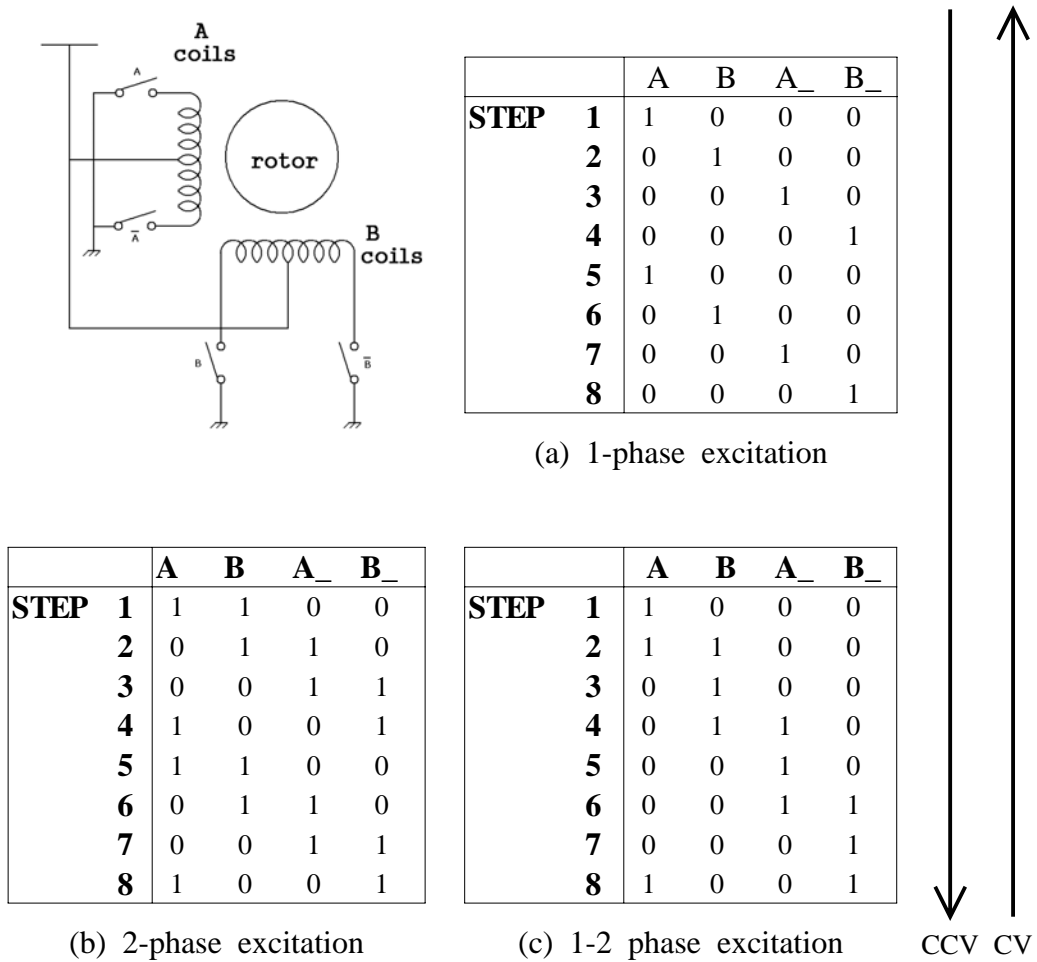 A
coils
A
rotor
A̅
B
coils
B
B̅
A B A_ B_
STEP 1 1 0 0 0
2 0 1 0 0
3 0 0 1 0
4 0 0 0 1
5 1 0 0 0
6 0 1 0 0
7 0 0 1 0
8 0 0 0 1
(a) 1-phase excitation
A B A_ B_
STEP 1 1 1 0 0
2 0 1 1 0
3 0 0 1 1
4 1 0 0 1
5 1 1 0 0
6 0 1 1 0
7 0 0 1 1
8 1 0 0 1
(b) 2-phase excitation
A B A_ B_
STEP 1 1 0 0 0
2 1 1 0 0
3 0 1 0 0
4 0 1 1 0
5 0 0 1 0
6 0 0 1 1
7 0 0 0 1
8 1 0 0 1
(c) 1-2 phase excitation
CCV CV